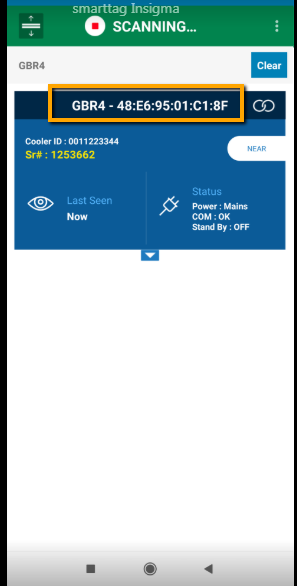 smarttag Insigma
SCANNING...
GBR4
Clear
GBR4 - 48:E6:95:01:C1:8F
Cooler ID : 0011223344
Sr# : 1253662
NEAR
Last Seen
Now
Status
Power : Mains
COM : OK
Stand By : OFF